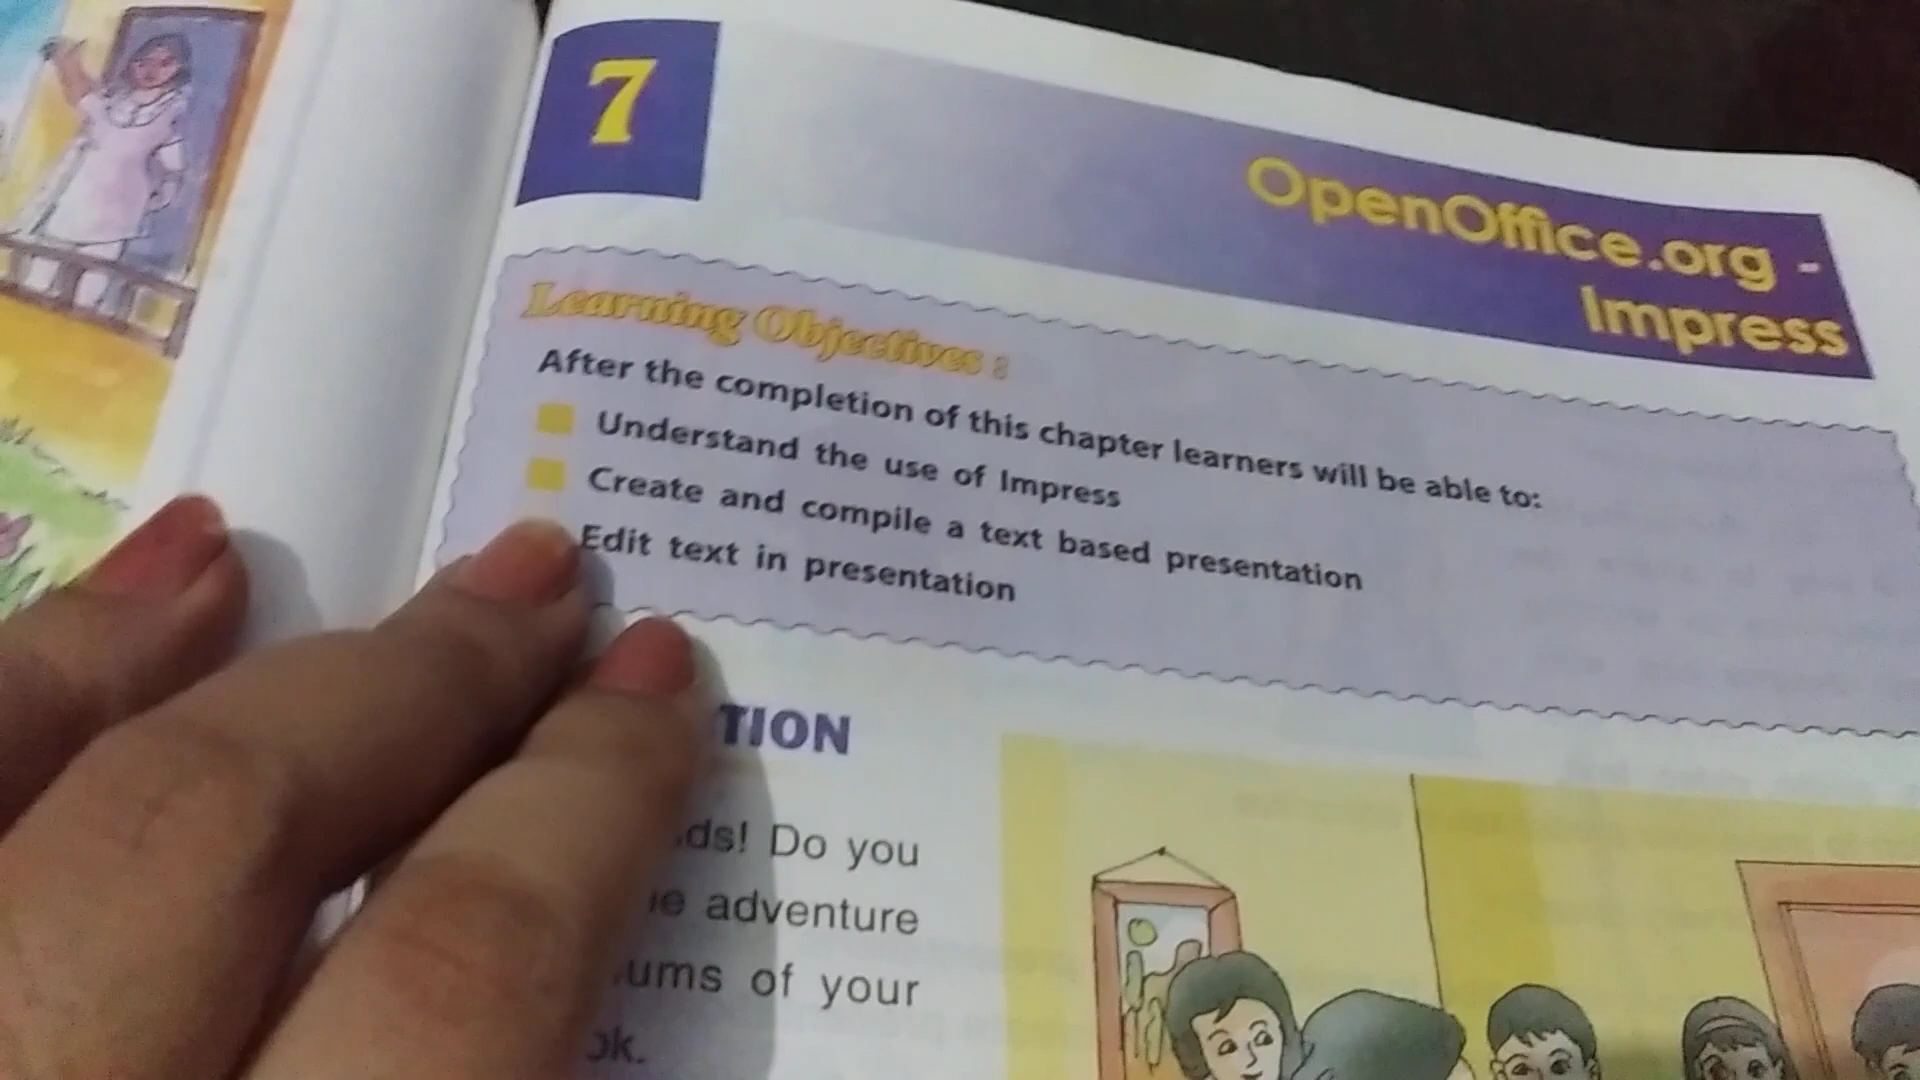 7
OpenOffice.org -
Impress
Learning Objectives :
After the completion of this chapter learners will be able to:
Understand the use of Impress
Create and compile a text based presentation
Edit text in presentation
Do you
adventure
of your